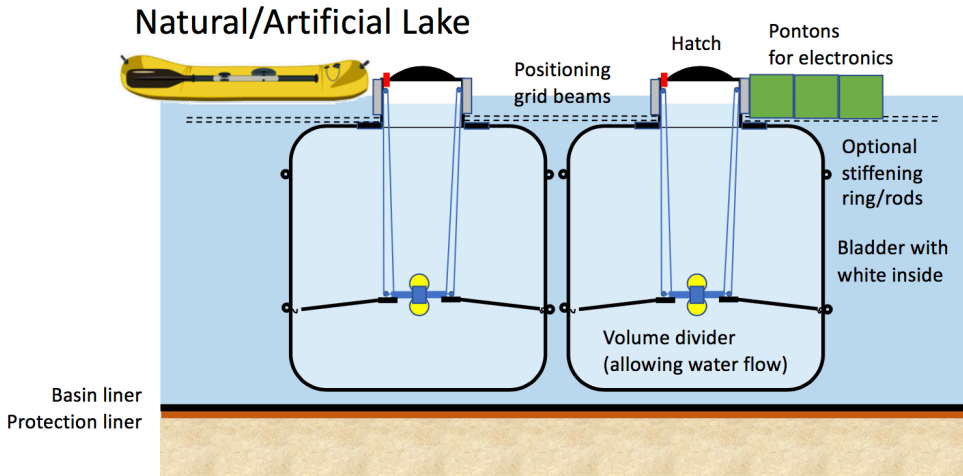 Natural/Artificial Lake
Hatch
Pontons
for electronics
Positioning
grid beams
Optional
stiffening
ring/rods
Bladder with
white inside
Volume divider
(allowing water flow)
Basin liner
Protection liner